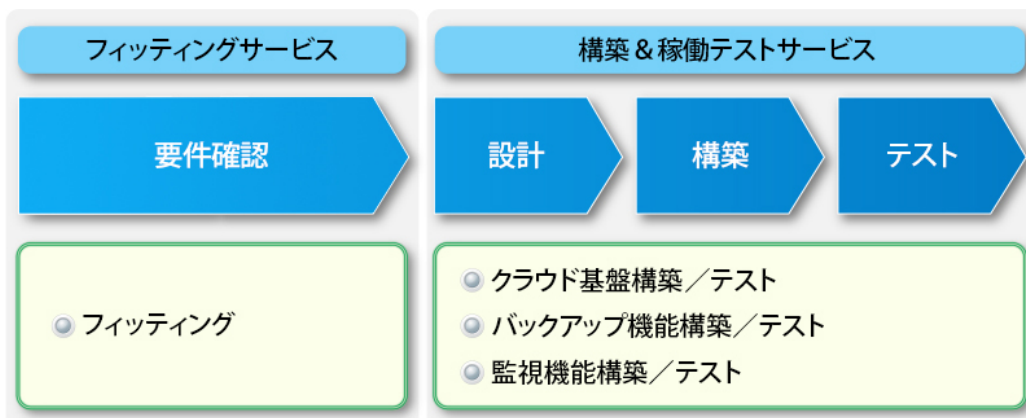 フィッティングサービス
要件確認
フィッティング
構築&稼働テストサービス
設計
構築
テスト
クラウド基盤構築/テスト
バックアップ機能構築/テスト
監視機能構築/テスト